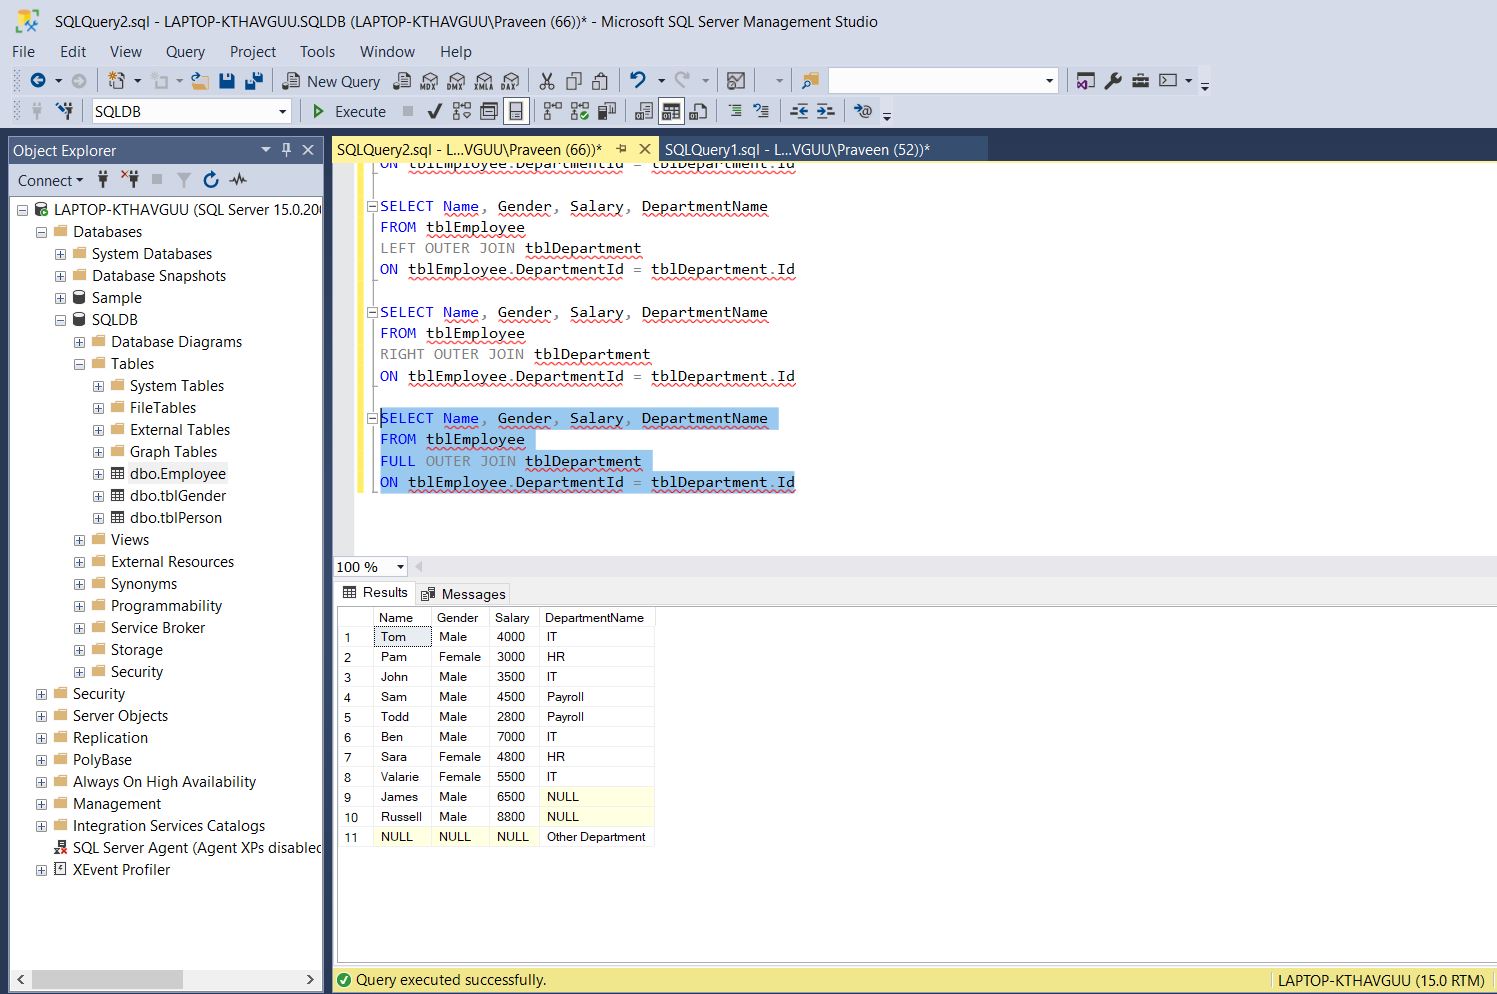 SQLQuery2.sql - LAPTOP-KTHAVGUU.SQLDB (LAPTOP-KTHAVGUU\Praveen (66))* - Microsoft SQL Server Management Studio
File Edit View Query Project Tools Window Help
New Query MDX DMX XMLA DAX
SQLDB Execute
Object Explorer
Connect
LAPTOP-KTHAVGUU (SQL Server 15.0.200
Databases
System Databases
Database Snapshots
Sample
SQLDB
Database Diagrams
Tables
System Tables
FileTables
External Tables
Graph Tables
dbo.Employee
dbo.tblGender
dbo.tblPerson
Views
External Resources
Synonyms
Programmability
Service Broker
Storage
Security
Security
Server Objects
Replication
PolyBase
Always On High Availability
Management
Integration Services Catalogs
SQL Server Agent (Agent XPs disabled
XEvent Profiler
SQLQuery2.sql - L...VGUU\Praveen (66))* SQLQuery1.sql - L...VGUU\Praveen (52))*
ON tblEmployee.DepartmentId = tblDepartment.Id
SELECT Name, Gender, Salary, DepartmentName
FROM tblEmployee
LEFT OUTER JOIN tblDepartment
ON tblEmployee.DepartmentId = tblDepartment.Id
SELECT Name, Gender, Salary, DepartmentName
FROM tblEmployee
RIGHT OUTER JOIN tblDepartment
ON tblEmployee.DepartmentId = tblDepartment.Id
SELECT Name, Gender, Salary, DepartmentName
FROM tblEmployee
FULL OUTER JOIN tblDepartment
ON tblEmployee.DepartmentId = tblDepartment.Id
100 %
Results Messages
Name Gender Salary DepartmentName
1 Tom Male 4000 IT
2 Pam Female 3000 HR
3 John Male 3500 IT
4 Sam Male 4500 Payroll
5 Todd Male 2800 Payroll
6 Ben Male 7000 IT
7 Sara Female 4800 HR
8 Valarie Female 5500 IT
9 James Male 6500 NULL
10 Russell Male 8800 NULL
11 NULL NULL NULL Other Department
Query executed successfully. LAPTOP-KTHAVGUU (15.0 RTM)